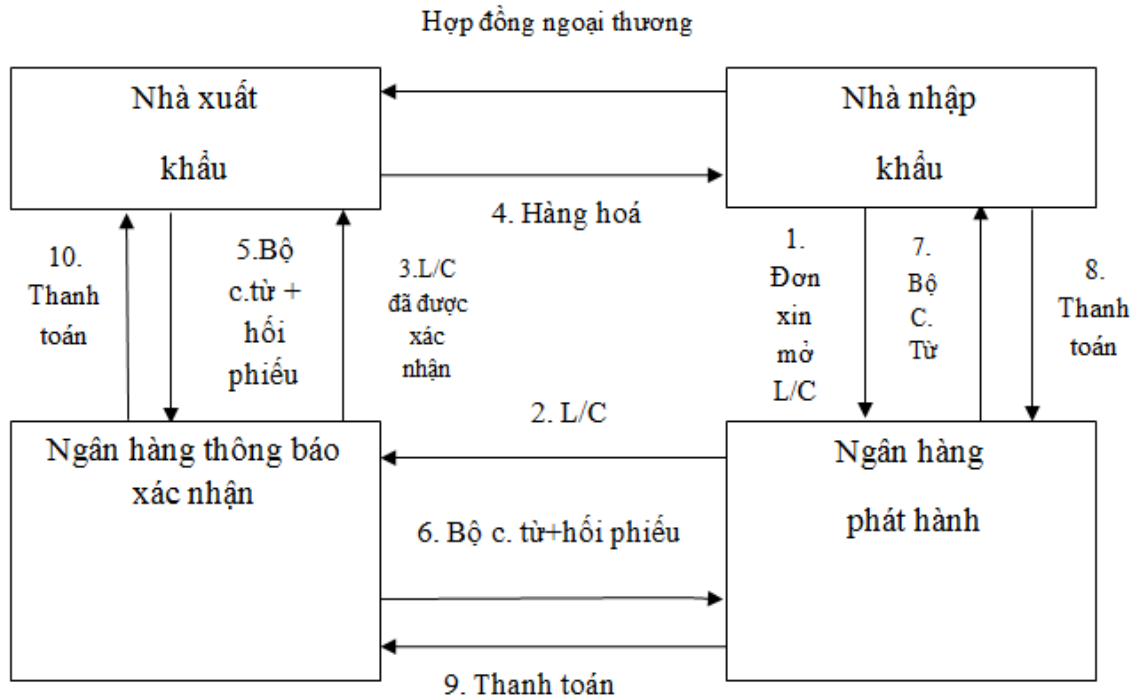 Hợp đồng ngoại thương
Nhà xuất
khẩu
Nhà nhập
khẩu
4. Hàng hoá
10.
Thanh
toán
5.Bộ
c.từ +
hối
phiếu
3.L/C
đã được
xác
nhận
1.
Đơn
xin
mở
L/C
7.
Bộ
C.
Từ
8.
Thanh
toán
2. L/C
Ngân hàng thông báo
xác nhận
Ngân hàng
phát hành
6. Bộ c. từ+hối phiếu
9. Thanh toán